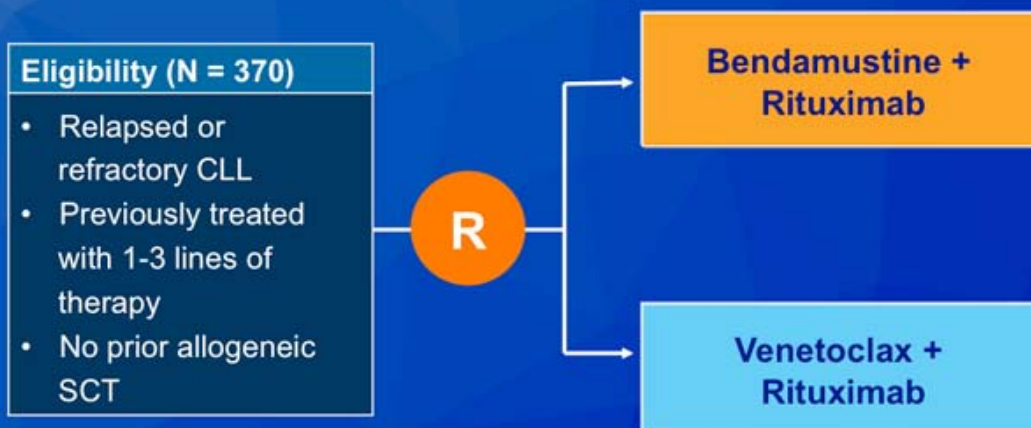 Eligibility (N = 370)
• Relapsed or
refractory CLL
• Previously treated
with 1-3 lines of
therapy
• No prior allogeneic
SCT
R
Bendamustine +
Rituximab
Venetoclax +
Rituximab